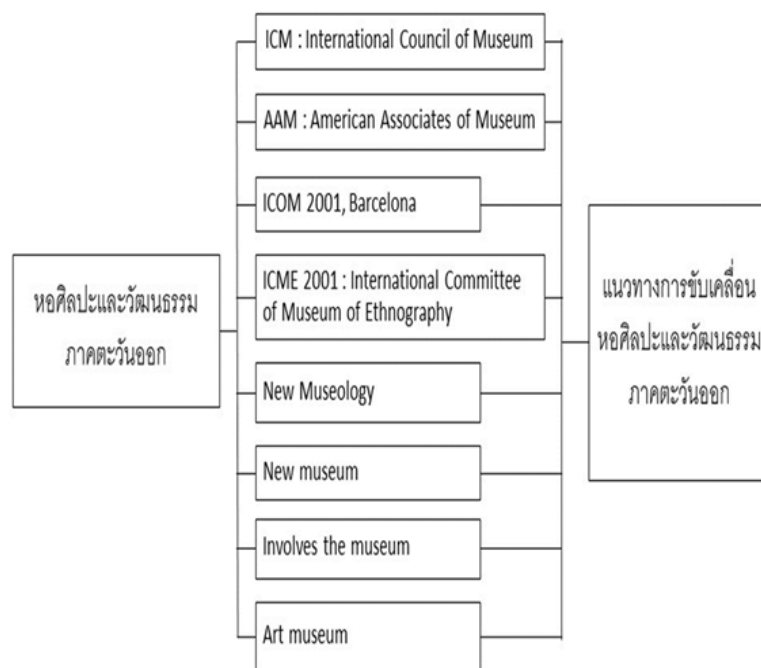 ICM : International Council of Museum
AAM : American Associates of Museum
ICOM 2001, Barcelona
ICME 2001 : International Committee
of Museum of Ethnography
New Museology
New museum
Involves the museum
Art museum
หอศิลปะและวัฒนธรรม
ภาคตะวันออก
แนวทางการขับเคลื่อน
หอศิลปะและวัฒนธรรม
ภาคตะวันออก